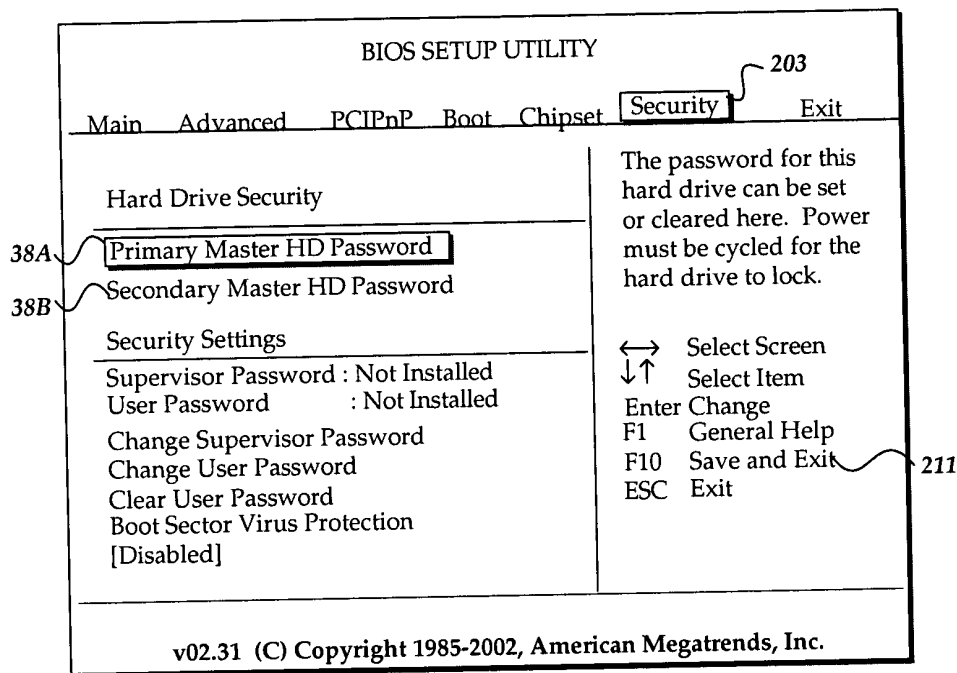 BIOS SETUP UTILITY
203
Main Advanced PCIPnP Boot Chipset Security Exit
Hard Drive Security
38A
Primary Master HD Password
38B
Secondary Master HD Password
Security Settings
Supervisor Password : Not Installed
User Password : Not Installed
Change Supervisor Password
Change User Password
Clear User Password
Boot Sector Virus Protection
[Disabled]
The password for this
hard drive can be set
or cleared here. Power
must be cycled for the
hard drive to lock.
↔ Select Screen
↓↑ Select Item
Enter Change
F1 General Help
F10 Save and Exit
211
ESC Exit
v02.31 (C) Copyright 1985-2002, American Megatrends, Inc.